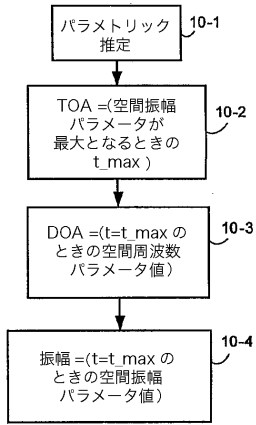 パラメトリック
推定
10-1
TOA =(空間振幅
パラメータが
最大となるときの
t_max )
10-2
DOA =(t=t_max の
ときの空間周波数
パラメータ値)
10-3
振幅 =(t=t_max の
ときの空間振幅
パラメータ値)
10-4